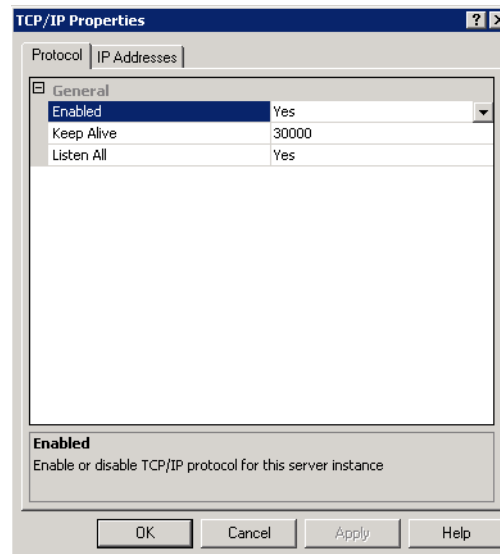 TCP/IP Properties
Protocol IP Addresses
General
Enabled Yes
Keep Alive 30000
Listen All Yes
Enabled
Enable or disable TCP/IP protocol for this server instance
OK Cancel Apply Help